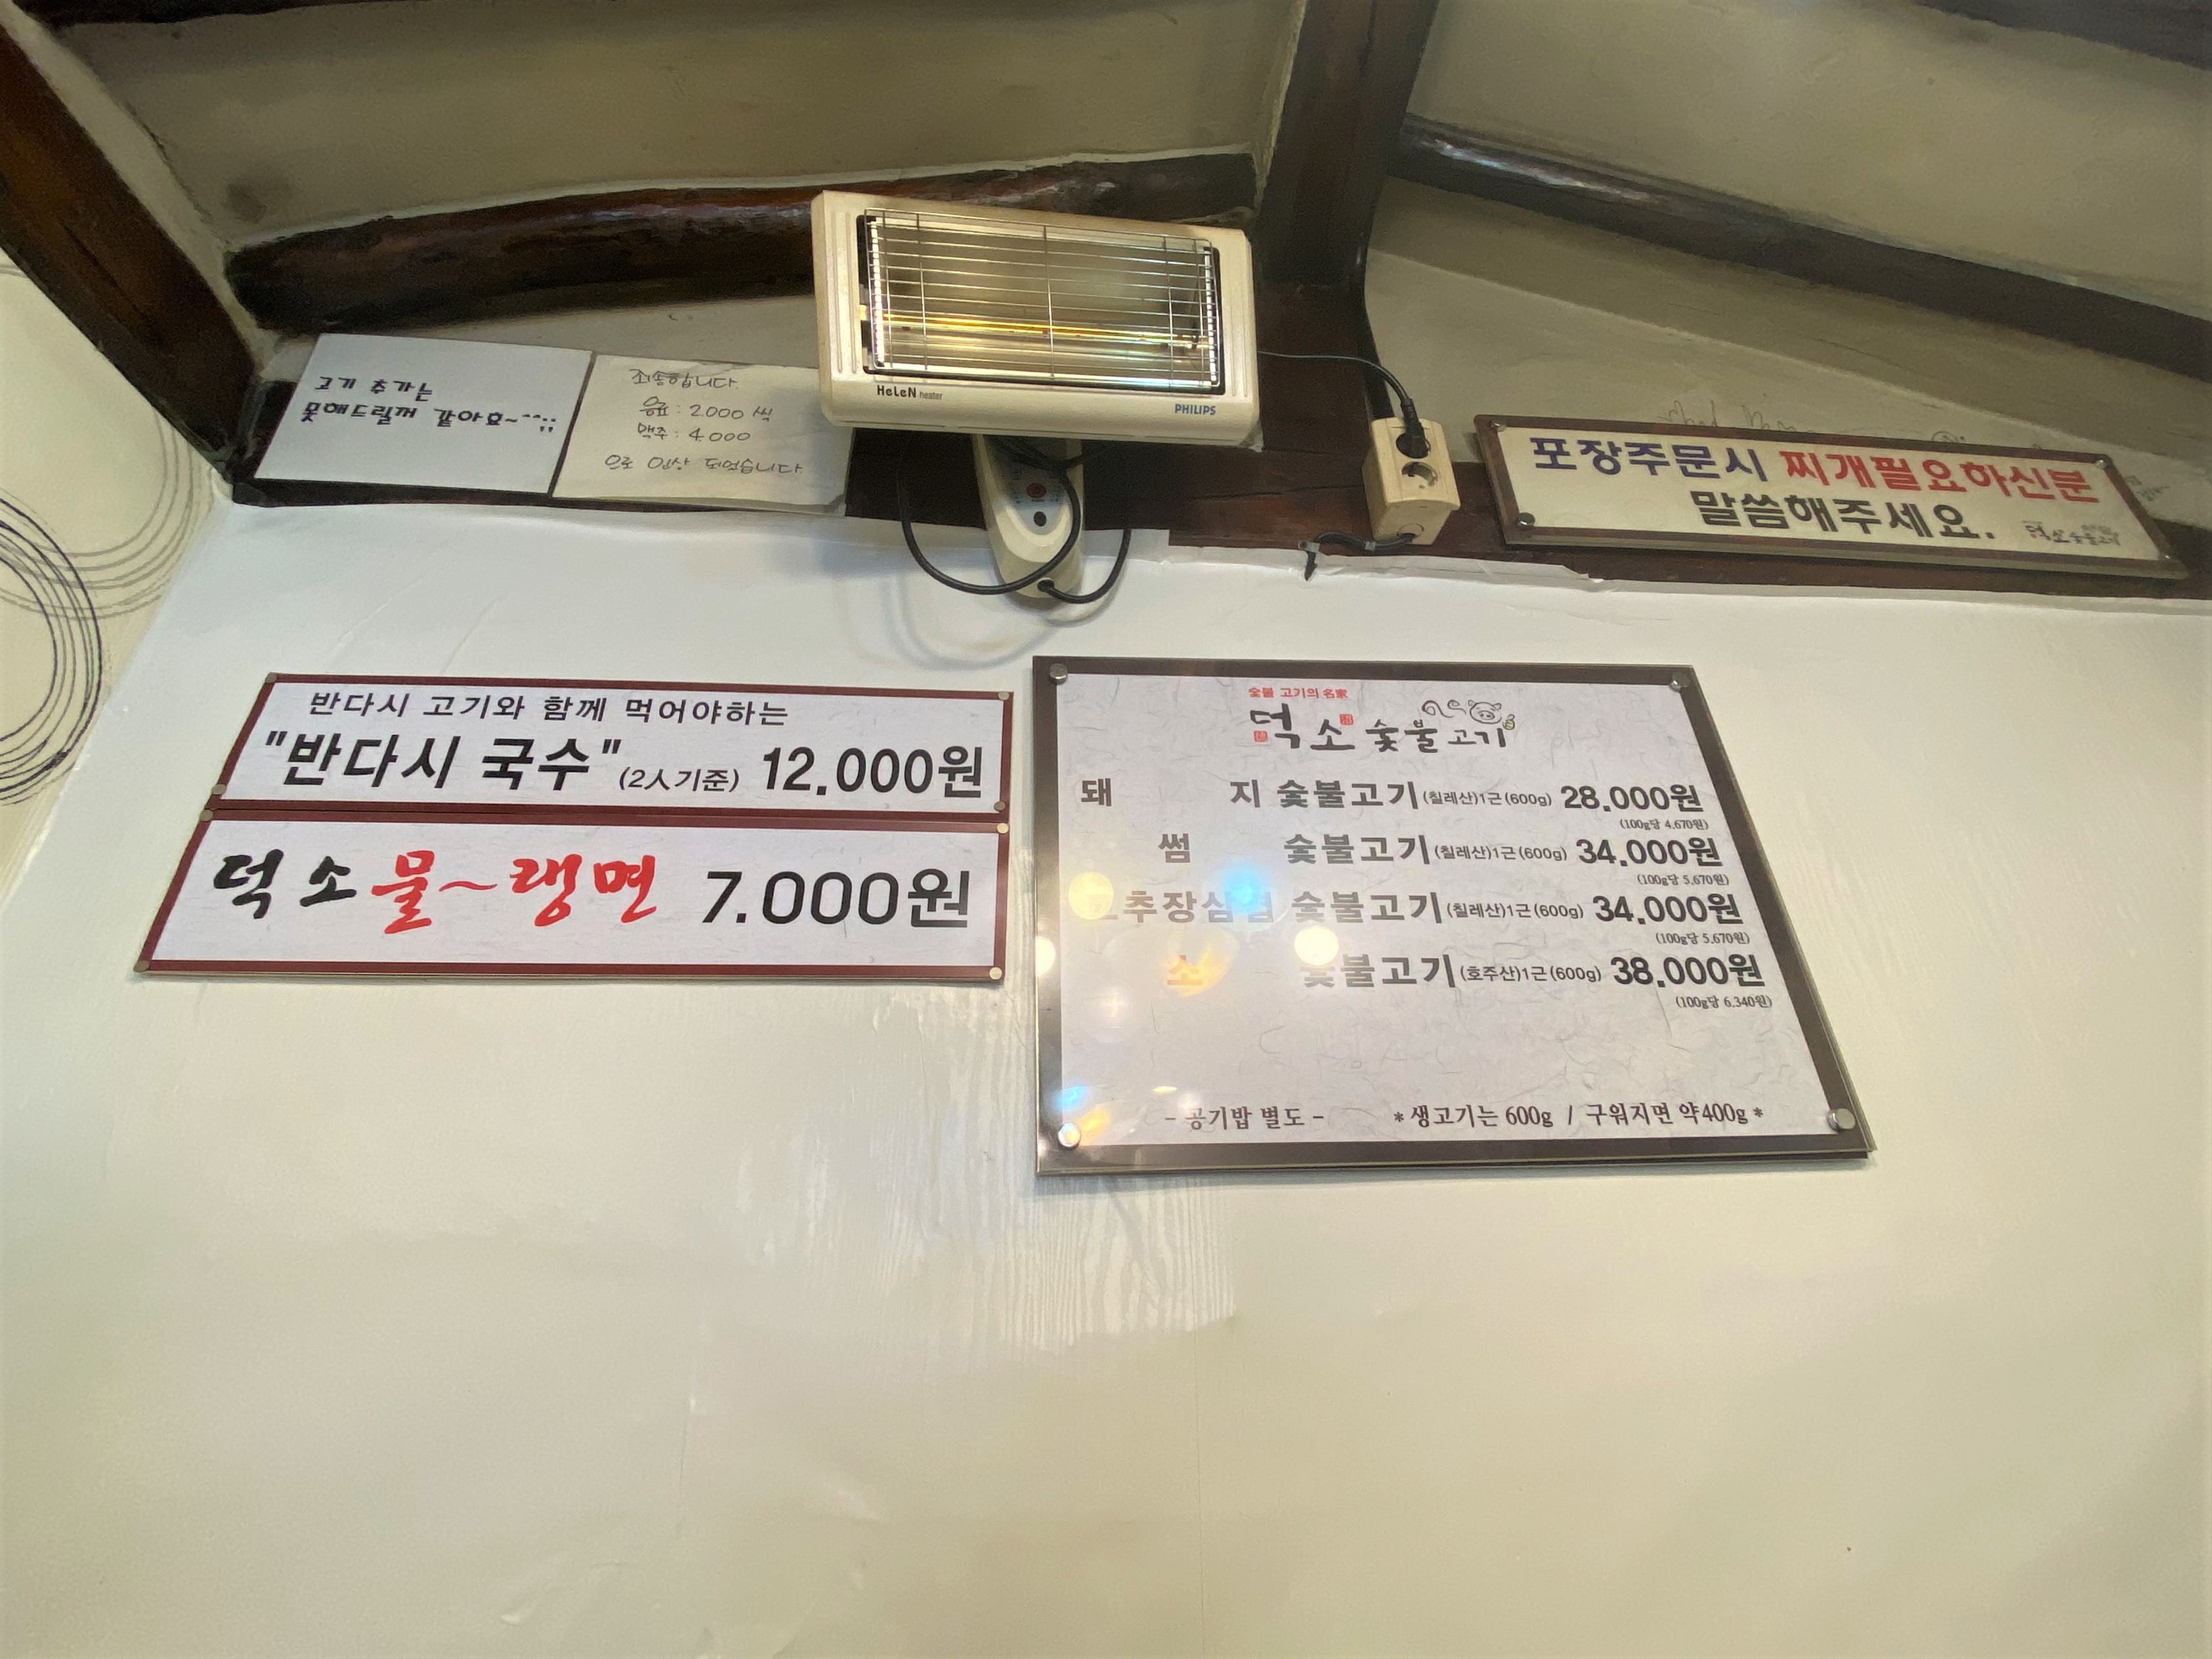 고기 추가는
못해드릴꺼 같아요~^^;;
죄송합니다.
음료 : 2.000 씩
맥주 : 4.000
으로 인상 되었습니다
HeLeN heater
PHILIPS
포장주문시 찌개필요하신분
말씀해주세요.
덕소숯불고기
반다시 고기와 함께 먹어야하는
"반다시 국수"(2人기준) 12.000원
덕소물~랭면 7.000원
숯불 고기의 名家
덕소 숯불고기
돼지 숯불고기(칠레산)1근(600g) 28.000원
(100g당 4.670원)
썸 숯불고기(칠레산)1근(600g) 34.000원
(100g당 5.670원)
숯불고기(칠레산)1근(600g) 34.000원
(100g당 5.670원)
소 숯불고기(호주산)1근(600g) 38.000원
(100g당 6.340원)
- 공기밥 별도 -
*생고기는 600g / 구워지면 약400g*